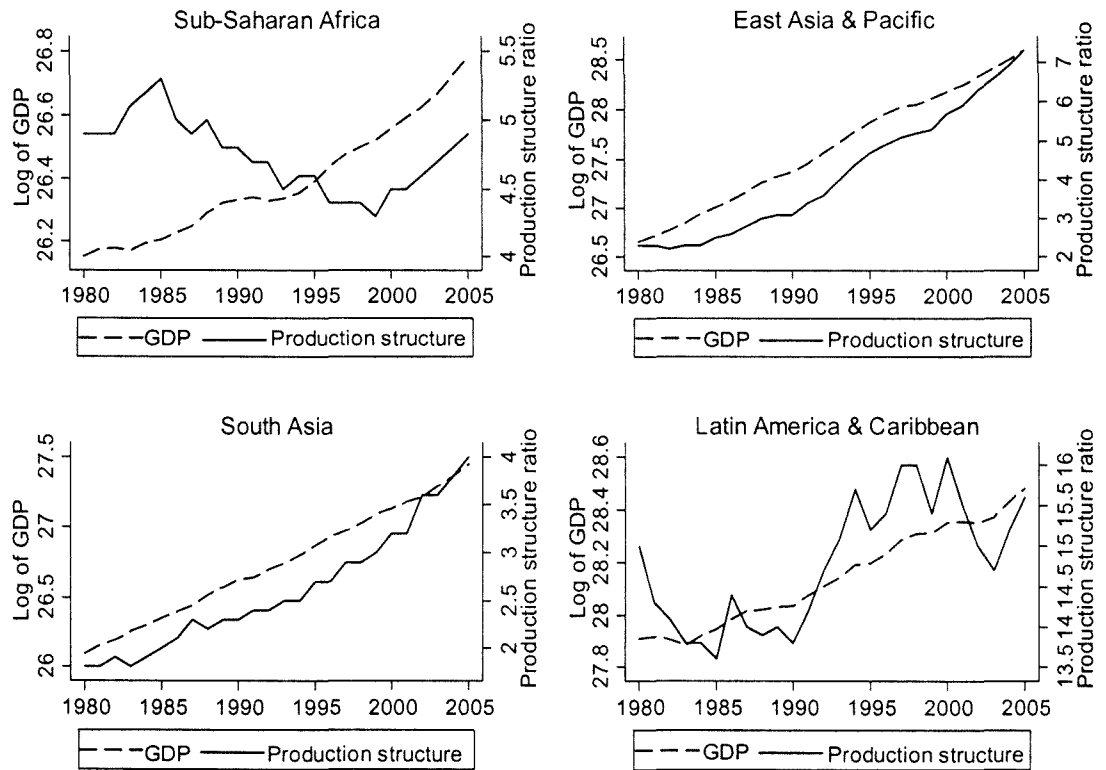 Sub-Saharan Africa
Log of GDP
26.2 26.4 26.6 26.8
Production structure ratio
4 4.5 5 5.5
1980 1985 1990 1995 2000 2005
GDP Production structure
East Asia & Pacific
Log of GDP
26.5 27 27.5 28 28.5
Production structure ratio
2 3 4 5 6 7
1980 1985 1990 1995 2000 2005
GDP Production structure
South Asia
Log of GDP
26 26.5 27 27.5
Production structure ratio
2 2.5 3 3.5 4
1980 1985 1990 1995 2000 2005
GDP Production structure
Latin America & Caribbean
Log of GDP
27.8 28 28.2 28.4 28.6
Production structure ratio
13.5 14 14.5 15 15.5 16
1980 1985 1990 1995 2000 2005
GDP Production structure